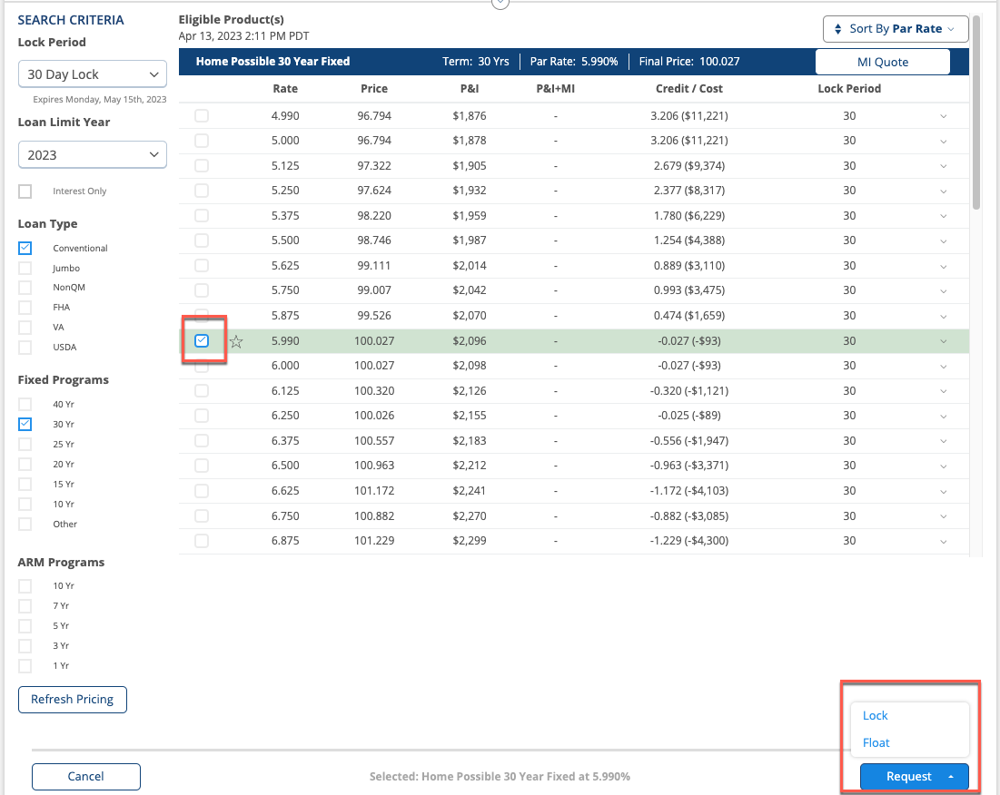 SEARCH CRITERIA
Lock Period
30 Day Lock
Expires Monday, May 15th, 2023
Loan Limit Year
2023
Interest Only
Loan Type
Conventional
Jumbo
NonQM
FHA
VA
USDA
Fixed Programs
40 Yr
30 Yr
25 Yr
20 Yr
15 Yr
10 Yr
Other
ARM Programs
10 Yr
7 Yr
5 Yr
3 Yr
1 Yr
Refresh Pricing
Eligible Product(s)
Apr 13, 2023 2:11 PM PDT
Sort By Par Rate
Home Possible 30 Year Fixed Term: 30 Yrs Par Rate: 5.990% Final Price: 100.027 MI Quote
Rate Price P&I P&I+MI Credit / Cost Lock Period
4.990 96.794 $1,876 - 3.206 ($11,221) 30
5.000 96.794 $1,878 - 3.206 ($11,221) 30
5.125 97.322 $1,905 - 2.679 ($9,374) 30
5.250 97.624 $1,932 - 2.377 ($8,317) 30
5.375 98.220 $1,959 - 1.780 ($6,229) 30
5.500 98.746 $1,987 - 1.254 ($4,388) 30
5.625 99.111 $2,014 - 0.889 ($3,110) 30
5.750 99.007 $2,042 - 0.993 ($3,475) 30
5.875 99.526 $2,070 - 0.474 ($1,659) 30
5.990 100.027 $2,096 - -0.027 (-$93) 30
6.000 100.027 $2,098 - -0.027 (-$93) 30
6.125 100.320 $2,126 - -0.320 (-$1,121) 30
6.250 100.026 $2,155 - -0.025 (-$89) 30
6.375 100.557 $2,183 - -0.556 (-$1,947) 30
6.500 100.963 $2,212 - -0.963 (-$3,371) 30
6.625 101.172 $2,241 - -1.172 (-$4,103) 30
6.750 100.882 $2,270 - -0.882 (-$3,085) 30
6.875 101.229 $2,299 - -1.229 (-$4,300) 30
Lock
Float
Cancel
Selected: Home Possible 30 Year Fixed at 5.990%
Request